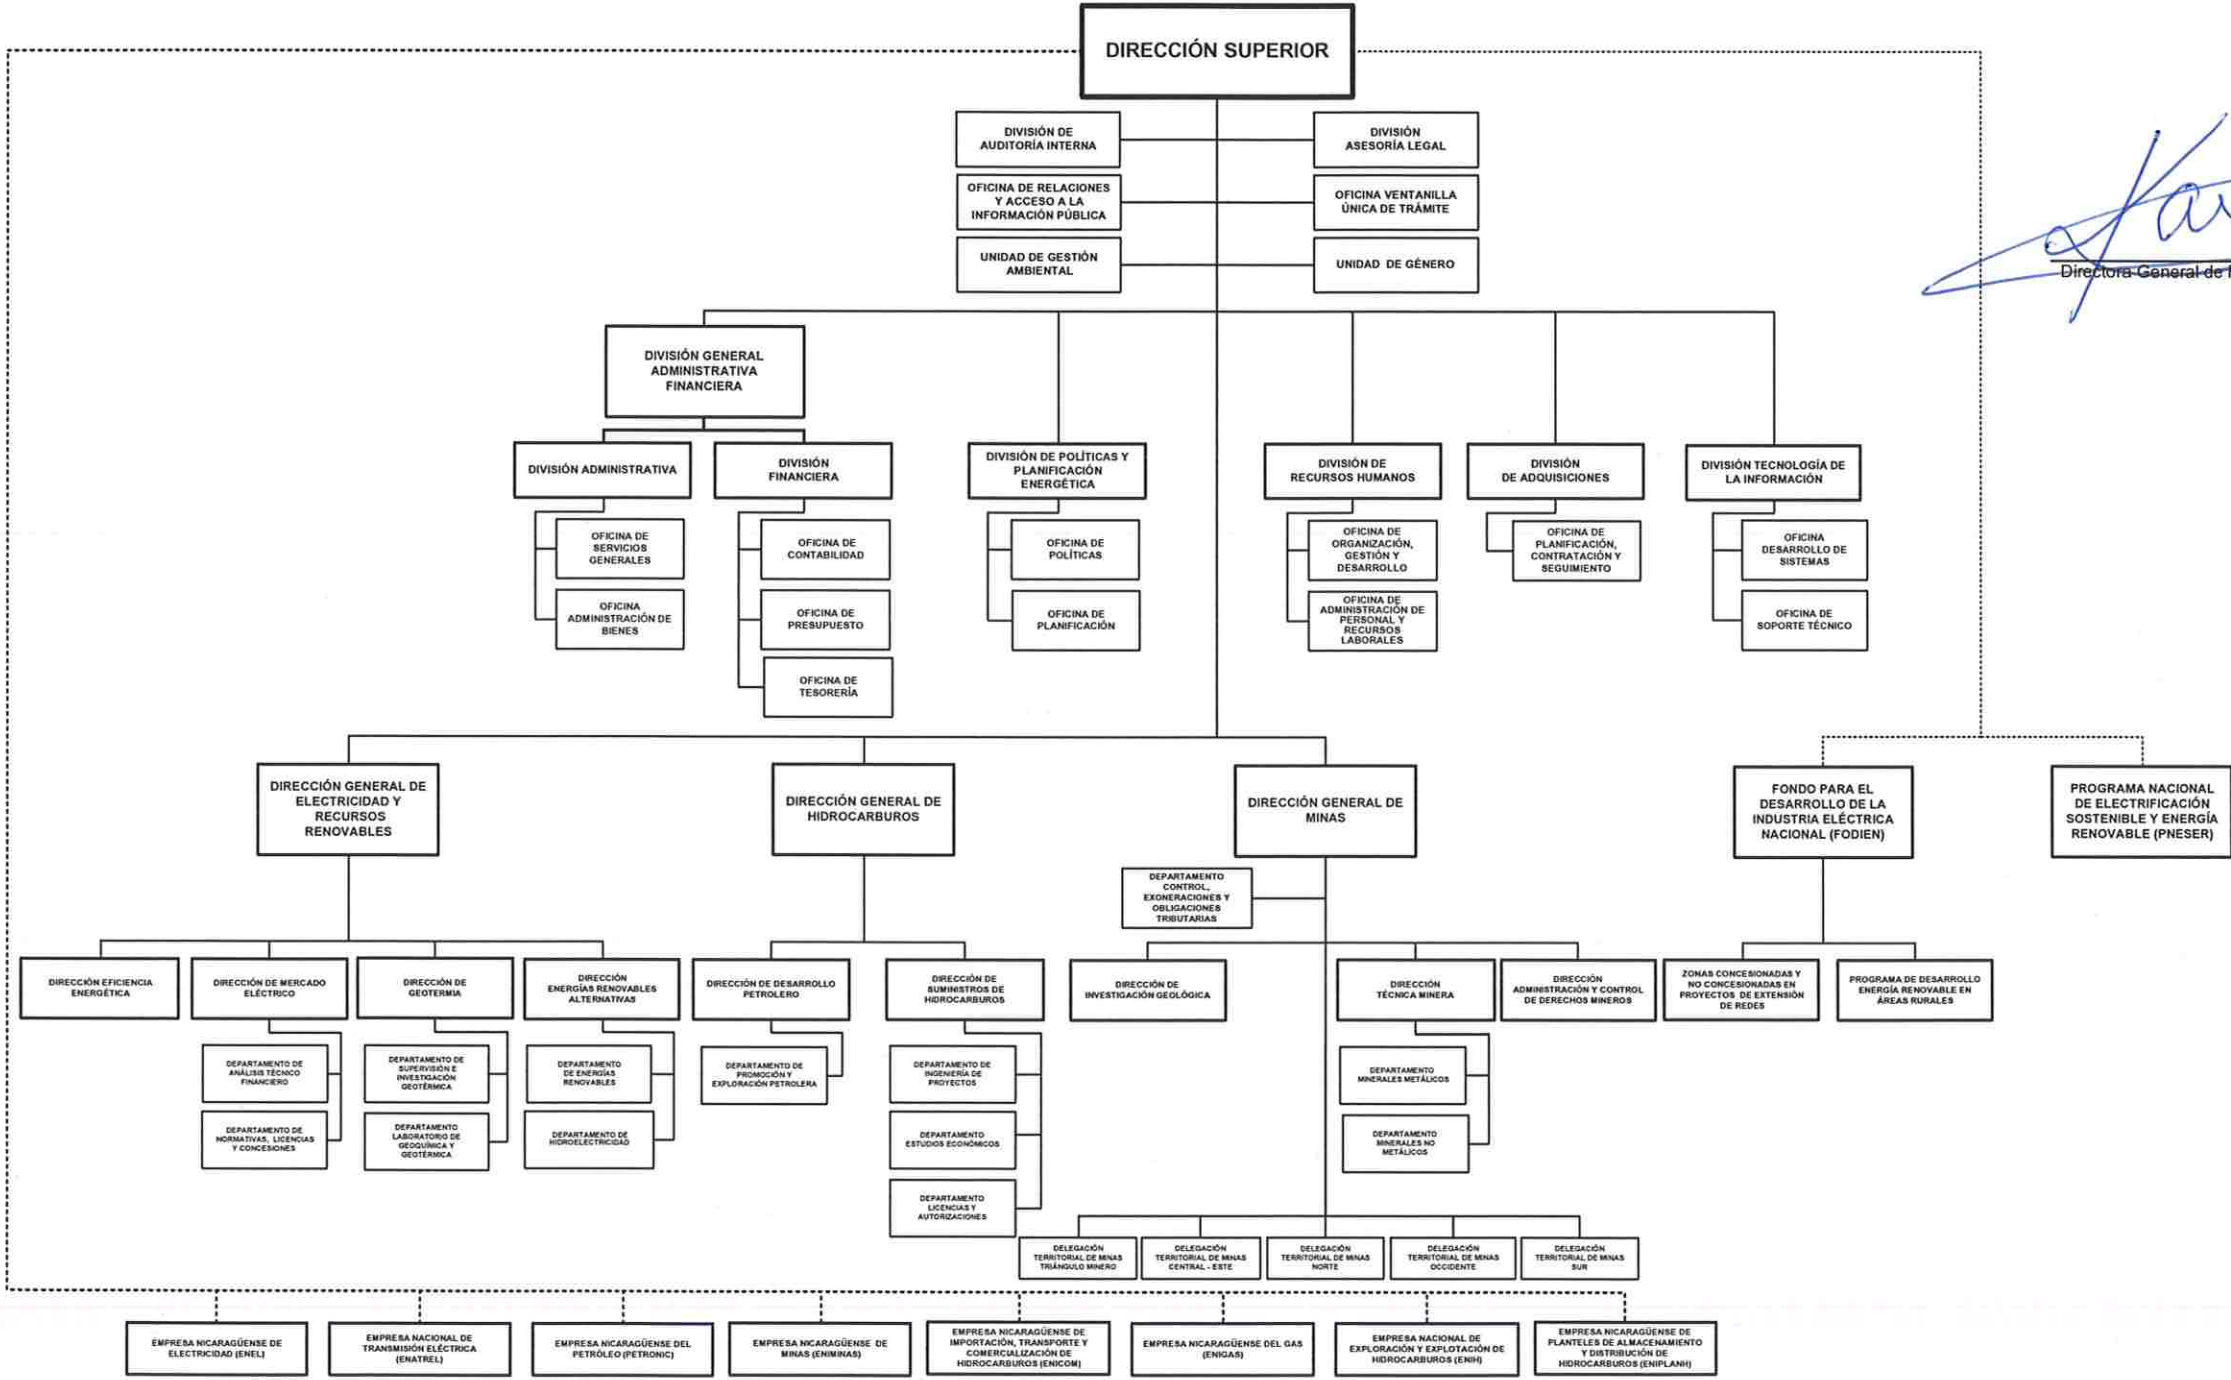 DIRECCIÓN SUPERIOR
DIVISIÓN DE
AUDITORÍA INTERNA
DIVISIÓN
ASESORÍA LEGAL
OFICINA DE RELACIONES
Y ACCESO A LA
INFORMACIÓN PÚBLICA
OFICINA VENTANILLA
ÚNICA DE TRÁMITE
UNIDAD DE GESTIÓN
AMBIENTAL
UNIDAD DE GÉNERO
Directora General de
DIVISIÓN GENERAL
ADMINISTRATIVA
FINANCIERA
DIVISIÓN ADMINISTRATIVA
DIVISIÓN
FINANCIERA
DIVISIÓN DE POLÍTICAS Y
PLANIFICACIÓN
ENERGÉTICA
DIVISIÓN DE
RECURSOS HUMANOS
DIVISIÓN
DE ADQUISICIONES
DIVISIÓN TECNOLOGÍA DE
LA INFORMACIÓN
OFICINA DE
SERVICIOS
GENERALES
OFICINA
ADMINISTRACIÓN DE
BIENES
OFICINA DE
CONTABILIDAD
OFICINA DE
PRESUPUESTO
OFICINA DE
TESORERÍA
OFICINA DE
POLÍTICAS
OFICINA DE
PLANIFICACIÓN
OFICINA DE
ORGANIZACIÓN,
GESTIÓN Y
DESARROLLO
OFICINA DE
ADMINISTRACIÓN DE
PERSONAL Y
RECURSOS
LABORALES
OFICINA DE
PLANIFICACIÓN,
CONTRATACIÓN Y
SEGUIMIENTO
OFICINA
DESARROLLO DE
SISTEMAS
OFICINA DE
SOPORTE TÉCNICO
DIRECCIÓN GENERAL DE
ELECTRICIDAD Y
RECURSOS
RENOVABLES
DIRECCIÓN GENERAL DE
HIDROCARBUROS
DIRECCIÓN GENERAL DE
MINAS
FONDO PARA EL
DESARROLLO DE LA
INDUSTRIA ELÉCTRICA
NACIONAL (FODIEN)
PROGRAMA NACIONAL
DE ELECTRIFICACIÓN
SOSTENIBLE Y ENERGÍA
RENOVABLE (PNESER)
DEPARTAMENTO
CONTROL,
EXONERACIONES Y
OBLIGACIONES
TRIBUTARIAS
DIRECCIÓN EFICIENCIA
ENERGÉTICA
DIRECCIÓN DE MERCADO
ELÉCTRICO
DIRECCIÓN DE
GEOTERMIA
DIRECCIÓN
ENERGÍAS RENOVABLES
ALTERNATIVAS
DIRECCIÓN DE DESARROLLO
PETROLERO
DIRECCIÓN DE
SUMINISTROS DE
HIDROCARBUROS
DIRECCIÓN DE
INVESTIGACIÓN GEOLÓGICA
DIRECCIÓN
TÉCNICA MINERA
DIRECCIÓN
ADMINISTRACIÓN Y CONTROL
DE DERECHOS MINEROS
ZONAS CONCESIONADAS Y
NO CONCESIONADAS EN
PROYECTOS DE EXTENSIÓN
DE REDES
PROGRAMA DE DESARROLLO
ENERGÍA RENOVABLE EN
ÁREAS RURALES
DEPARTAMENTO DE
ANÁLISIS TÉCNICO
FINANCIERO
DEPARTAMENTO DE
NORMATIVAS, LICENCIAS
Y CONCESIONES
DEPARTAMENTO DE
SUPERVISIÓN E
INVESTIGACIÓN
GEOTÉRMICA
DEPARTAMENTO
LABORATORIO DE
GEOQUÍMICA Y
GEOTÉRMICA
DEPARTAMENTO
DE ENERGÍAS
RENOVABLES
DEPARTAMENTO DE
HIDROELECTRICIDAD
DEPARTAMENTO DE
PROMOCIÓN Y
EXPLORACIÓN PETROLERA
DEPARTAMENTO DE
INGENIERÍA DE
PROYECTOS
DEPARTAMENTO
ESTUDIOS ECONÓMICOS
DEPARTAMENTO
LICENCIAS Y
AUTORIZACIONES
DEPARTAMENTO
MINERALES METÁLICOS
DEPARTAMENTO
MINERALES NO
METÁLICOS
DELEGACIÓN
TERRITORIAL DE MINAS
TRIÁNGULO MINERO
DELEGACIÓN
TERRITORIAL DE MINAS
CENTRAL - ESTE
DELEGACIÓN
TERRITORIAL DE MINAS
NORTE
DELEGACIÓN
TERRITORIAL DE MINAS
OCCIDENTE
DELEGACIÓN
TERRITORIAL DE MINAS
SUR
EMPRESA NICARAGÜENSE DE
ELECTRICIDAD (ENEL)
EMPRESA NACIONAL DE
TRANSMISIÓN ELÉCTRICA
(ENATREL)
EMPRESA NICARAGÜENSE DEL
PETRÓLEO (PETRONIC)
EMPRESA NICARAGÜENSE DE
MINAS (ENIMINAS)
EMPRESA NICARAGÜENSE DE
IMPORTACIÓN, TRANSPORTE Y
COMERCIALIZACIÓN DE
HIDROCARBUROS (ENICOM)
EMPRESA NICARAGÜENSE DEL GAS
(ENIGAS)
EMPRESA NACIONAL DE
EXPLORACIÓN Y EXPLOTACIÓN DE
HIDROCARBUROS (ENIH)
EMPRESA NICARAGÜENSE DE
PLANTELES DE ALMACENAMIENTO
Y DISTRIBUCIÓN DE
HIDROCARBUROS (ENIPLANH)